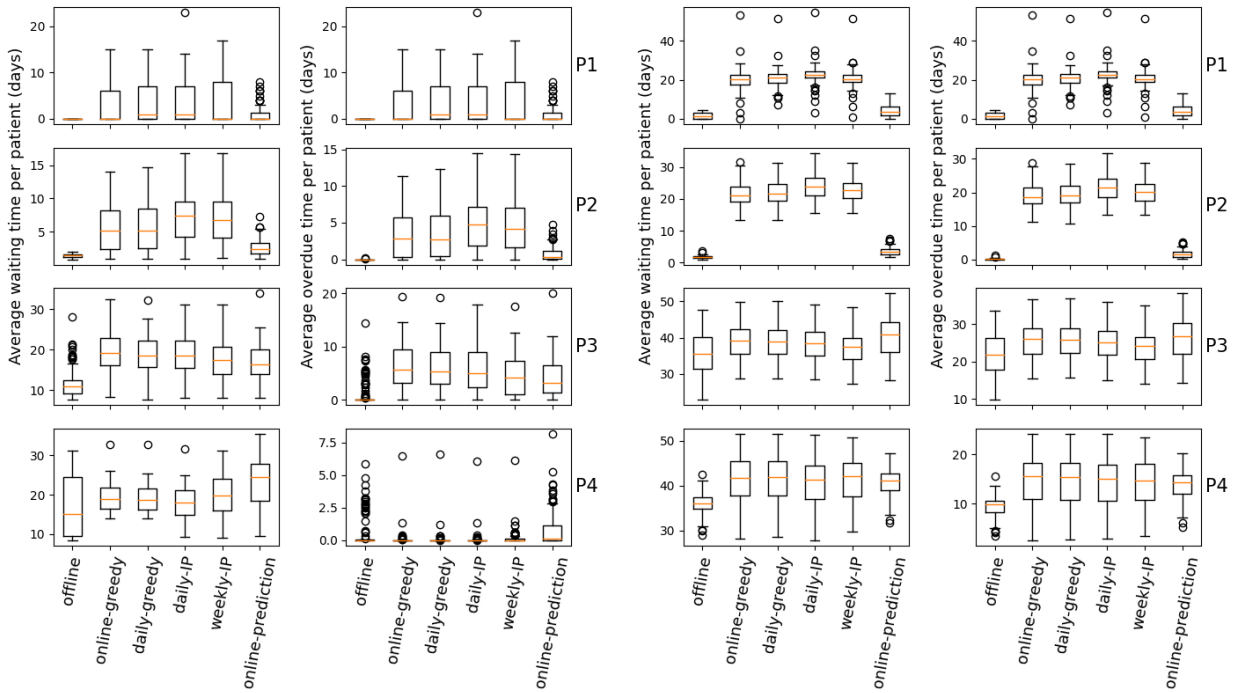 Average waiting time per patient (days)
20
10
0
15
10
5
30
20
10
30
20
10
offline
online-greedy
daily-greedy
daily-IP
weekly-IP
online-prediction
Average overdue time per patient (days)
20
10
0
15
10
5
0
20
10
0
7.5
5.0
2.5
0.0
offline
online-greedy
daily-greedy
daily-IP
weekly-IP
online-prediction
P1
P2
P3
P4
Average waiting time per patient (days)
60
40
20
0
30
20
10
0
50
40
30
50
40
30
offline
online-greedy
daily-greedy
daily-IP
weekly-IP
online-prediction
Average overdue time per patient (days)
60
40
20
0
30
20
10
0
30
20
10
20
10
offline
online-greedy
daily-greedy
daily-IP
weekly-IP
online-prediction
P1
P2
P3
P4